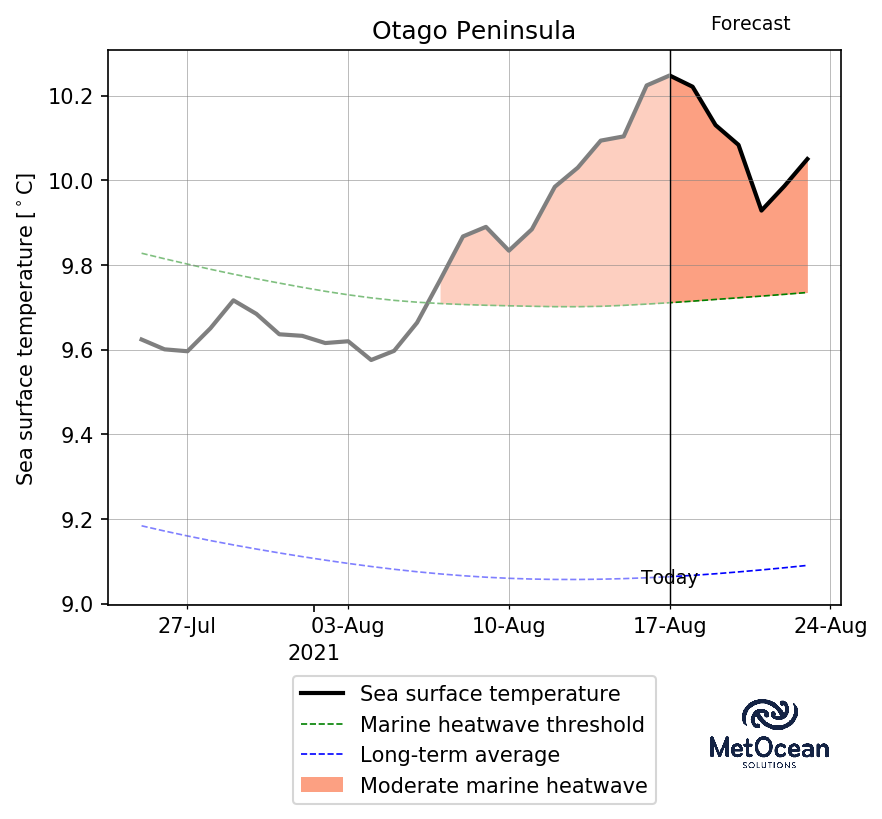 Forecast
Otago Peninsula
Sea surface temperature [°C]
10.2
10.0
9.8
9.6
9.4
9.2
9.0
Today
27-Jul
03-Aug
10-Aug
17-Aug
24-Aug
2021
Sea surface temperature
Marine heatwave threshold
Long-term average
Moderate marine heatwave
MetOcean
SOLUTIONS